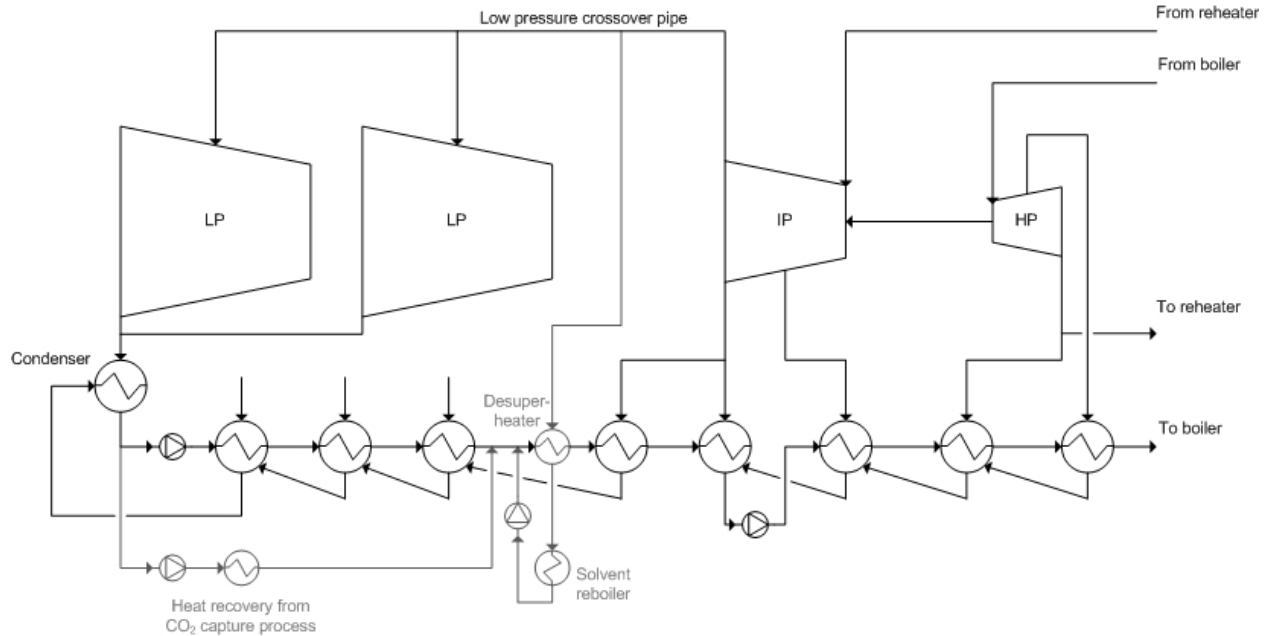 Low pressure crossover pipe
From reheater
From boiler
LP
LP
IP
HP
To reheater
Condenser
Desuper-
heater
To boiler
Solvent
reboiler
Heat recovery from
CO₂ capture process